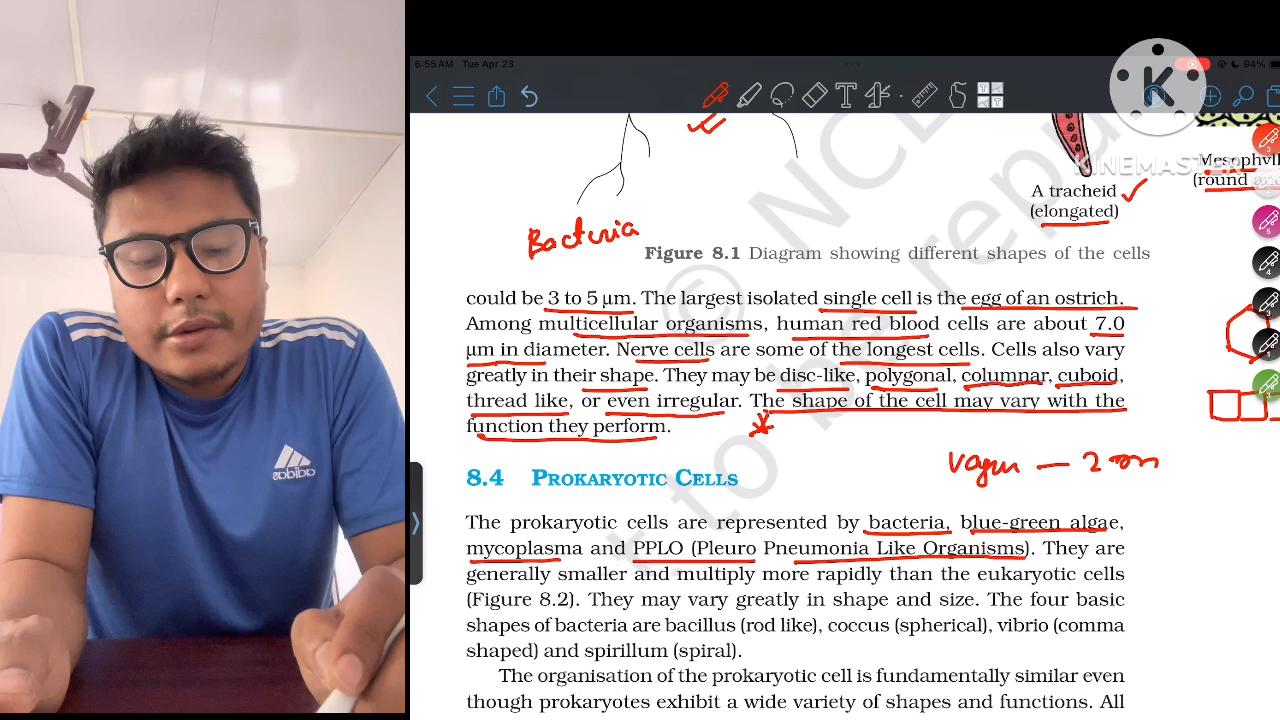 6:55 AM Tue Apr 23
94%
KINEMASTER
Mesophyll
(round and
A tracheid
(elongated)
Bacteria
Figure 8.1 Diagram showing different shapes of the cells
could be 3 to 5 μm. The largest isolated single cell is the egg of an ostrich.
Among multicellular organisms, human red blood cells are about 7.0
μm in diameter. Nerve cells are some of the longest cells. Cells also vary
greatly in their shape. They may be disc-like, polygonal, columnar, cuboid,
thread like, or even irregular. The shape of the cell may vary with the
function they perform.
8.4 PROKARYOTIC CELLS
The prokaryotic cells are represented by bacteria, blue-green algae,
mycoplasma and PPLO (Pleuro Pneumonia Like Organisms). They are
generally smaller and multiply more rapidly than the eukaryotic cells
(Figure 8.2). They may vary greatly in shape and size. The four basic
shapes of bacteria are bacillus (rod like), coccus (spherical), vibrio (comma
shaped) and spirillum (spiral).
The organisation of the prokaryotic cell is fundamentally similar even
though prokaryotes exhibit a wide variety of shapes and functions. All
adidas